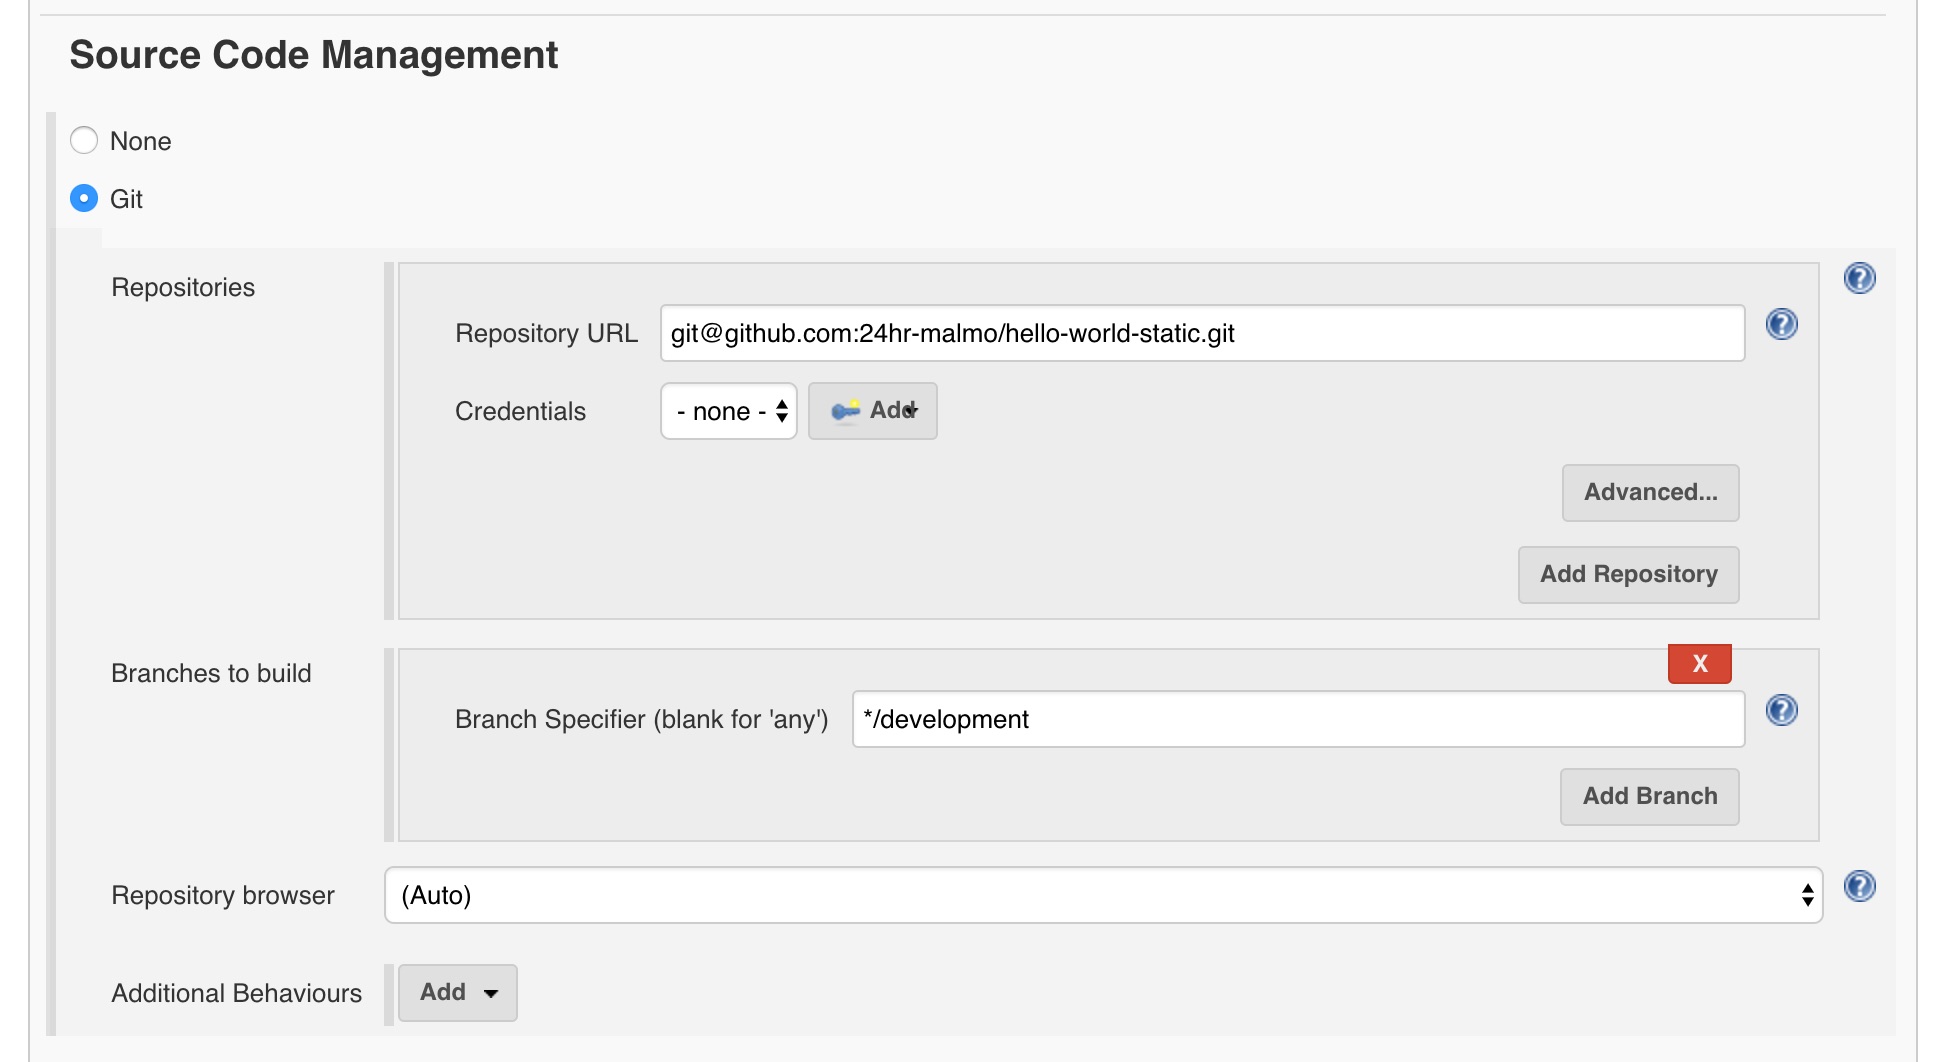 Source Code Management
None
Git
Repositories
Repository URL git@github.com:24hr-malmo/hello-world-static.git
Credentials - none - Add
Advanced...
Add Repository
Branches to build
X
Branch Specifier (blank for 'any') */development
Add Branch
Repository browser (Auto)
Additional Behaviours Add